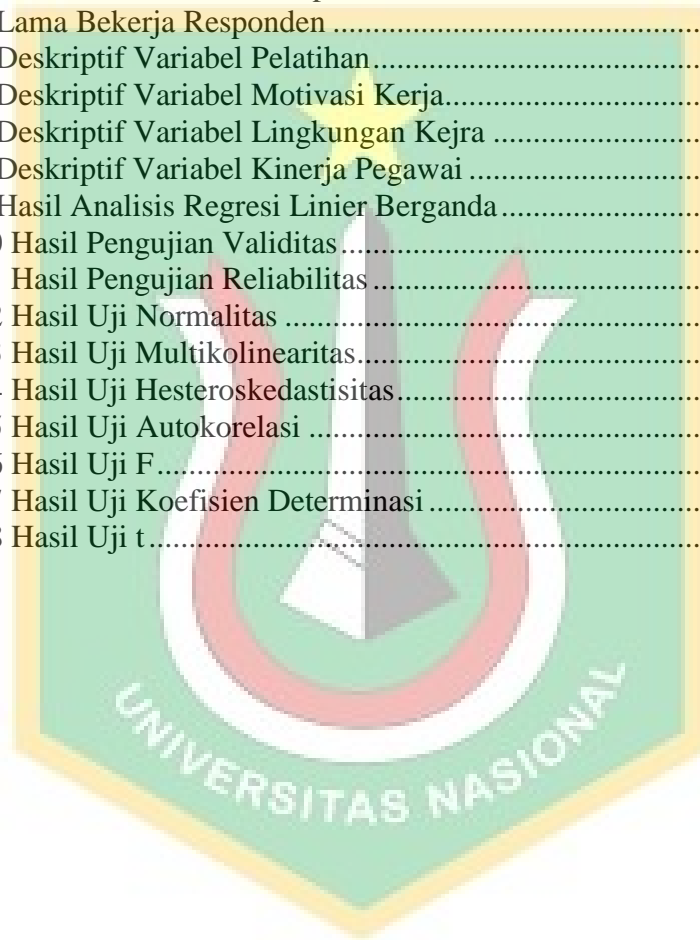 Lama Bekerja Responden ..............................................
Deskriptif Variabel Pelatihan.........................................
Deskriptif Variabel Motivasi Kerja................................
Deskriptif Variabel Lingkungan Kejra ...........................
Deskriptif Variabel Kinerja Pegawai .............................
Hasil Analisis Regresi Linier Berganda.........................
Hasil Pengujian Validitas.............................................
Hasil Pengujian Reliabilitas .........................................
Hasil Uji Normalitas ....................................................
Hasil Uji Multikolinearitas...........................................
Hasil Uji Hesteroskedastisitas......................................
Hasil Uji Autokorelasi .................................................
Hasil Uji F....................................................................
Hasil Uji Koefisien Determinasi ..................................
Hasil Uji t.....................................................................
UNIVERSITAS NASIONAL